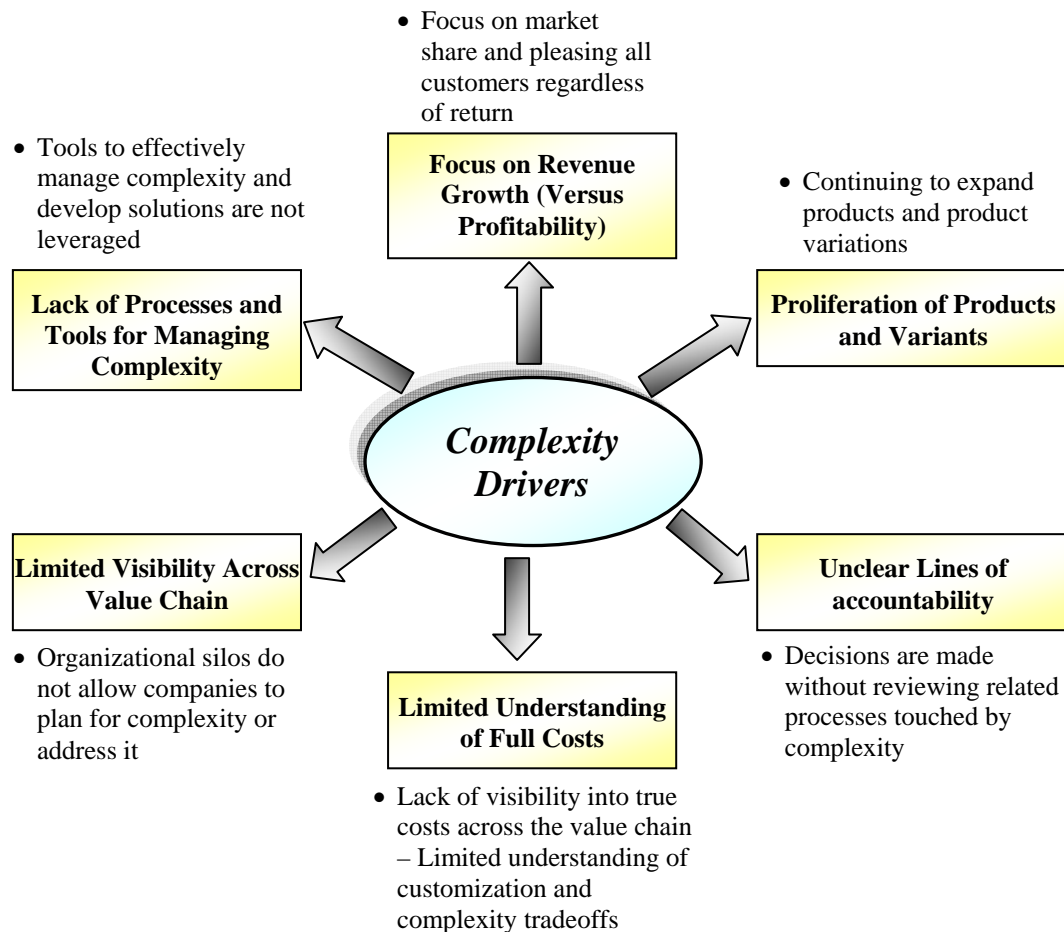 • Focus on market
share and pleasing all
customers regardless
of return
Focus on Revenue
Growth (Versus
Profitability)
• Tools to effectively
manage complexity and
develop solutions are not
leveraged
Lack of Processes and
Tools for Managing
Complexity
• Continuing to expand
products and product
variations
Proliferation of Products
and Variants
Complexity
Drivers
Limited Visibility Across
Value Chain
• Organizational silos do
not allow companies to
plan for complexity or
address it
Limited Understanding
of Full Costs
• Lack of visibility into true
costs across the value chain
– Limited understanding of
customization and
complexity tradeoffs
Unclear Lines of
accountability
• Decisions are made
without reviewing related
processes touched by
complexity